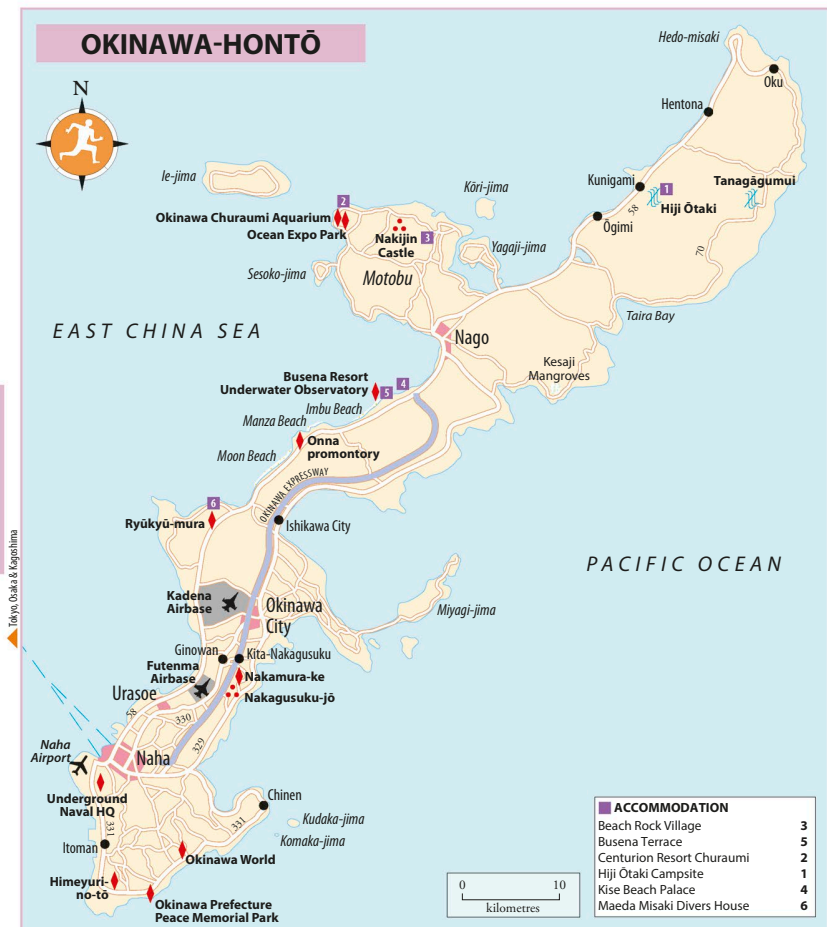 OKINAWA-HONTŌ
N
Hedo-misaki
Oku
Hentona
Ie-jima
Kōri-jima
Kunigami
1
Tanagāgumui
58
Hiji Ōtaki
2
Okinawa Churaumi Aquarium
Ocean Expo Park
Nakijin
Castle
3
Ōgimi
Yagaji-jima
70
Sesoko-jima
Motobu
Taira Bay
EAST CHINA SEA
Nago
Kesaji
Mangroves
Busena Resort
Underwater Observatory
5
4
Imbu Beach
Manza Beach
Onna
promontory
Moon Beach
OKINAWA EXPRESSWAY
6
Ryūkyū-mura
Ishikawa City
PACIFIC OCEAN
Tokyo, Osaka & Kagoshima
Kadena
Airbase
Okinawa
City
Miyagi-jima
Ginowan
Kita-Nakagusuku
Futenma
Airbase
Nakamura-ke
Nakagusuku-jō
Urasoe
58
330
329
Naha
Airport
Naha
Underground
Naval HQ
Chinen
Kudaka-jima
331
331
Komaka-jima
Itoman
Okinawa World
Himeyuri-
no-tō
Okinawa Prefecture
Peace Memorial Park
0 10
kilometres
ACCOMMODATION
Beach Rock Village 3
Busena Terrace 5
Centurion Resort Churaumi 2
Hiji Ōtaki Campsite 1
Kise Beach Palace 4
Maeda Misaki Divers House 6